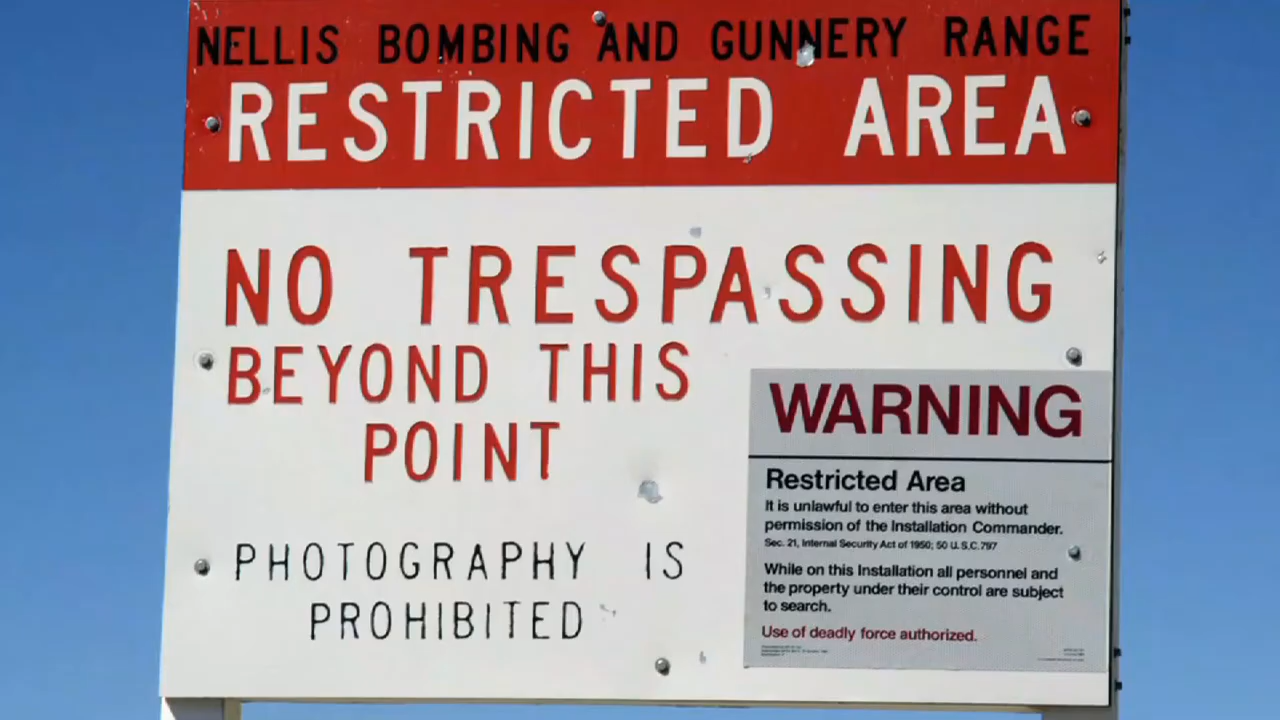 NELLIS BOMBING AND GUNNERY RANGE
RESTRICTED AREA
NO TRESPASSING
BEYOND THIS
POINT
PHOTOGRAPHY IS
PROHIBITED
WARNING
Restricted Area
It is unlawful to enter this area without
permission of the Installation Commander.
Sec. 21, Internal Security Act of 1950; 50 U.S.C. 797
While on this Installation all personnel and
the property under their control are subject
to search.
Use of deadly force authorized.